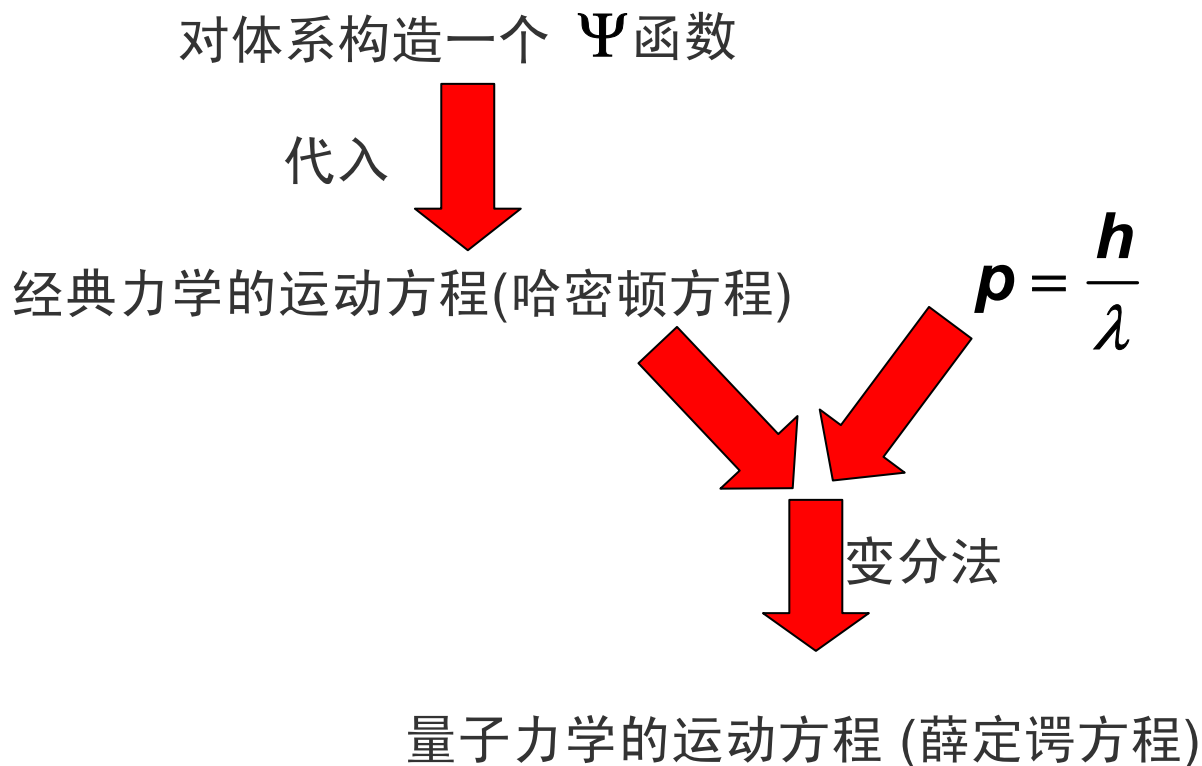 对体系构造一个 Ψ函数
代入
经典力学的运动方程(哈密顿方程)
p = h/λ
变分法
量子力学的运动方程 (薛定谔方程)